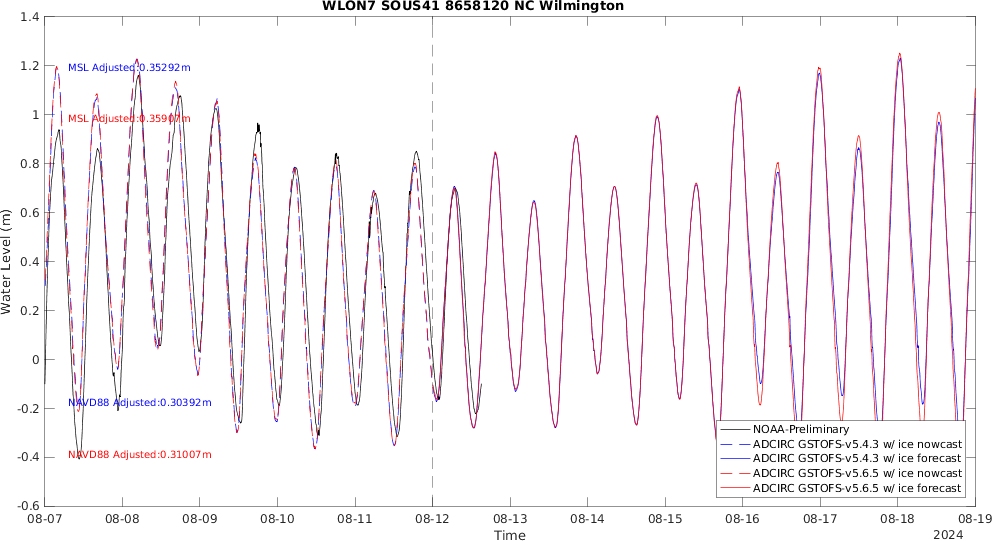 WLON7 SOUS41 8658120 NC Wilmington
1.4
1.2
1
0.8
0.6
0.4
0.2
0
-0.2
-0.4
-0.6
Water Level (m)
MSL Adjusted:0.35292m
MSL Adjusted:0.35907m
NAVD88 Adjusted:0.30392m
NAVD88 Adjusted:0.31007m
NOAA-Preliminary
ADCIRC GSTOFS-v5.4.3 w/ ice nowcast
ADCIRC GSTOFS-v5.4.3 w/ ice forecast
ADCIRC GSTOFS-v5.6.5 w/ ice nowcast
ADCIRC GSTOFS-v5.6.5 w/ ice forecast
08-07 08-08 08-09 08-10 08-11 08-12 08-13 08-14 08-15 08-16 08-17 08-18 08-19
Time
2024